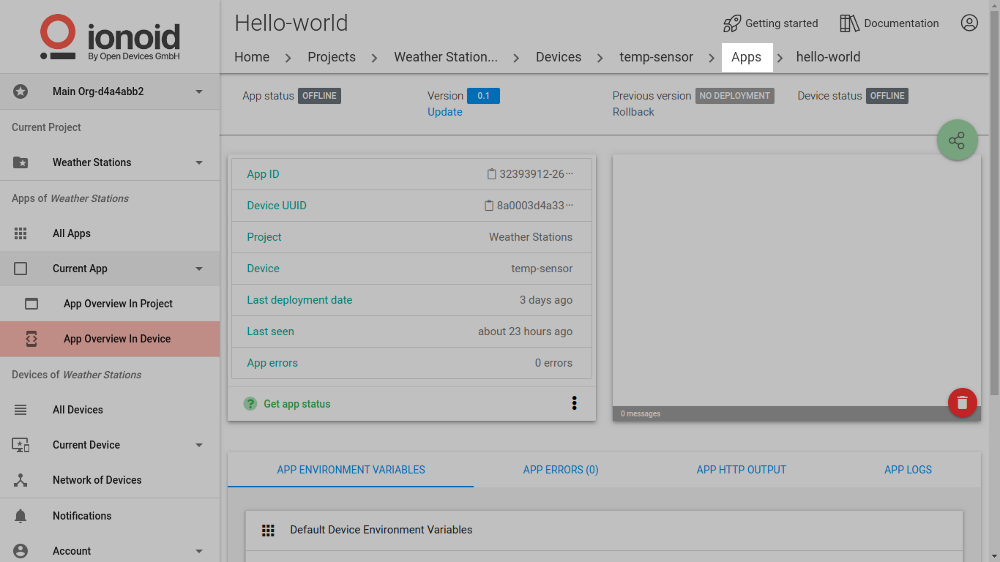 ionoid
By Open Devices GmbH
Main Org-d4a4abb2
Current Project
Weather Stations
Apps of Weather Stations
All Apps
Current App
App Overview In Project
App Overview In Device
Devices of Weather Stations
All Devices
Current Device
Network of Devices
Notifications
Account
Hello-world
Getting started
Documentation
Home > Projects > Weather Station... > Devices > temp-sensor > Apps > hello-world
App status OFFLINE
Version 0.1
Update
Previous version NO DEPLOYMENT
Rollback
Device status OFFLINE
App ID 32393912-26...
Device UUID 8a0003d4a33...
Project Weather Stations
Device temp-sensor
Last deployment date 3 days ago
Last seen about 23 hours ago
App errors 0 errors
? Get app status
0 messages
APP ENVIRONMENT VARIABLES
APP ERRORS (0)
APP HTTP OUTPUT
APP LOGS
Default Device Environment Variables